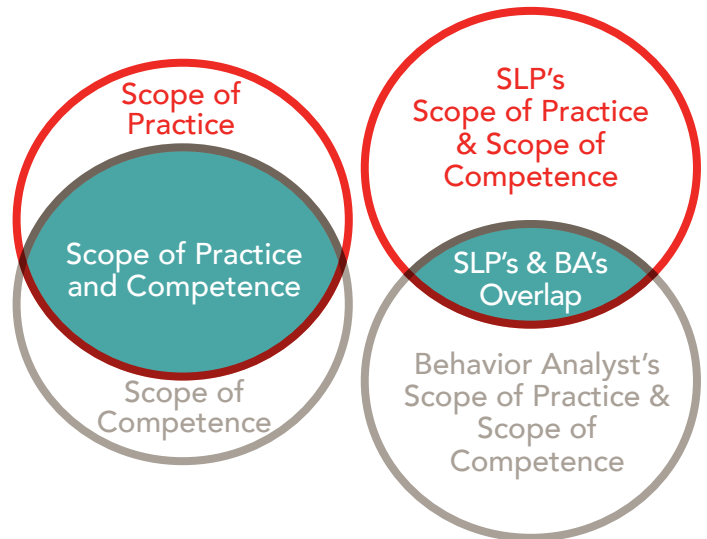 Scope of
Practice
Scope of Practice
and Competence
Scope of
Competence
SLP's
Scope of Practice
& Scope of
Competence
SLP's & BA's
Overlap
Behavior Analyst's
Scope of Practice &
Scope of
Competence